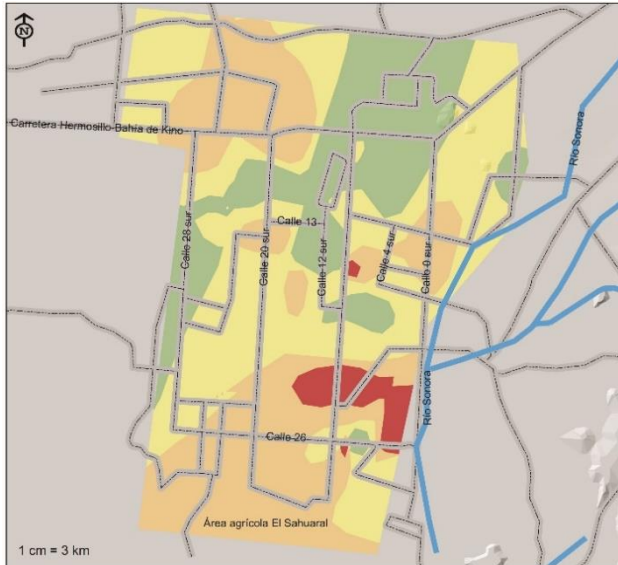 N
Carretera Hermosillo-Bahía de Kino
Río Sonora
Calle 13
Calle 28 sur
Calle 20 sur
Calle 12 sur
Calle 4 sur
Calle 0 sur
Río Sonora
Calle 26
Área agrícola El Sahuaral
1 cm = 3 km